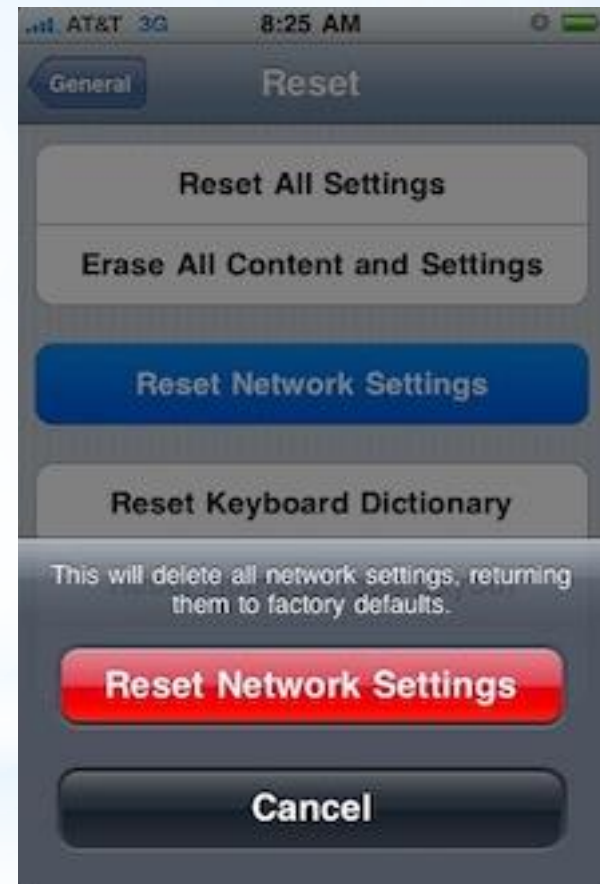 AT&T 3G 8:25 AM
General Reset
Reset All Settings
Erase All Content and Settings
Reset Network Settings
Reset Keyboard Dictionary
This will delete all network settings, returning
them to factory defaults.
Reset Network Settings
Cancel